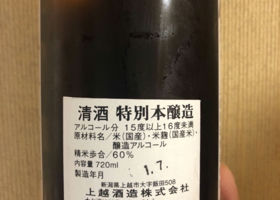 清酒 特別本醸造
アルコール分 15度以上16度未満
原材料名/米(国産)・米麹(国産米)・
醸造アルコール
精米歩合/60%
内容量 720ml
製造年月 1.7.
新潟県上越市大字飯田508
上越酒造株式会社